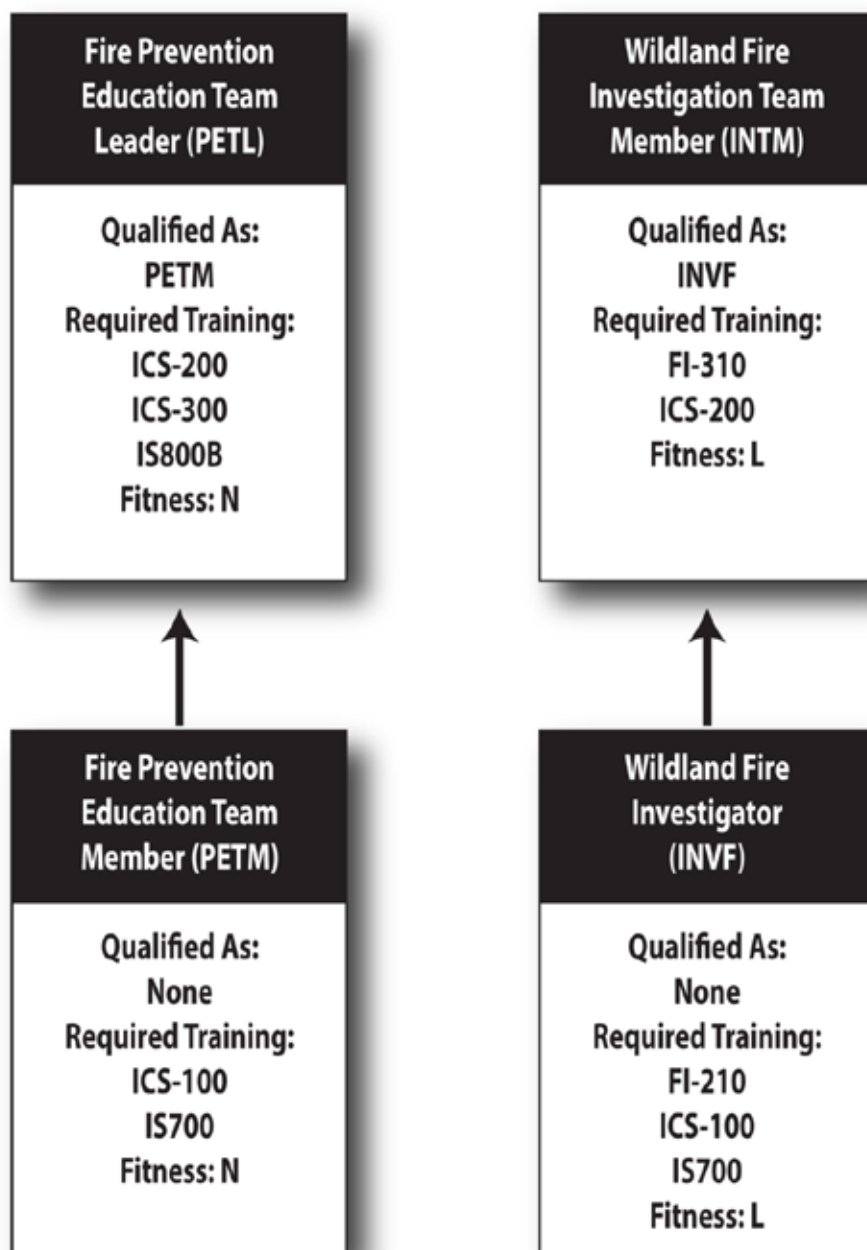 Fire Prevention
Education Team
Leader (PETL)
Qualified As:
PETM
Required Training:
ICS-200
ICS-300
IS800B
Fitness: N
Wildland Fire
Investigation Team
Member (INTM)
Qualified As:
INVF
Required Training:
FI-310
ICS-200
Fitness: L
Fire Prevention
Education Team
Member (PETM)
Qualified As:
None
Required Training:
ICS-100
IS700
Fitness: N
Wildland Fire
Investigator
(INVF)
Qualified As:
None
Required Training:
FI-210
ICS-100
IS700
Fitness: L